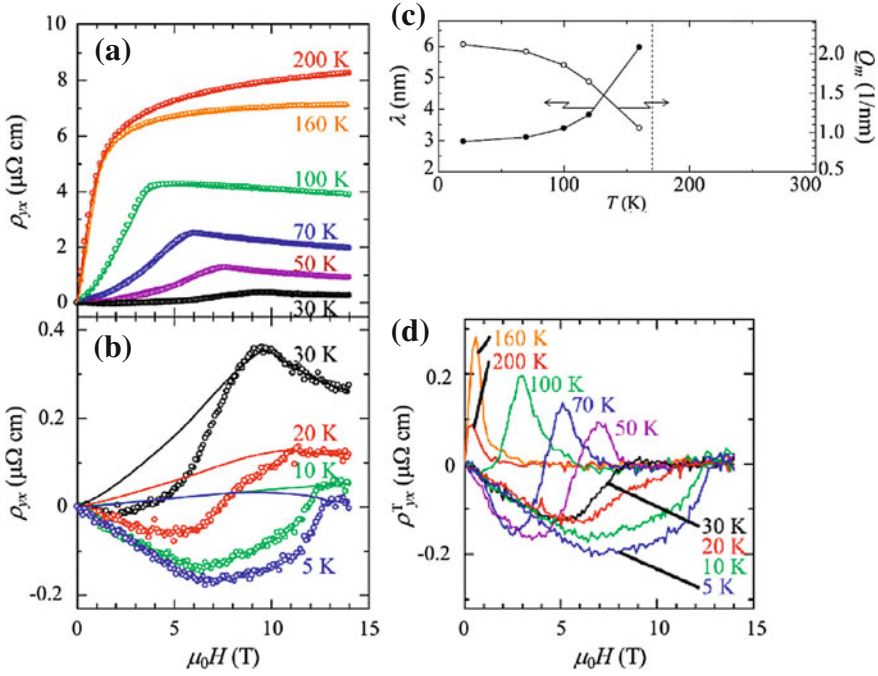 (a)
10
8
6
4
2
0
ρyx (μΩ cm)
200 K
160 K
100 K
70 K
50 K
30 K
(b)
0.4
0.2
0
-0.2
ρyx (μΩ cm)
30 K
20 K
10 K
5 K
0 5 10 15
μ0H (T)
(c)
6
5
4
3
2
λ (nm)
2.0
1.5
1.0
0.5
Qm (1/nm)
0 100 200 300
T (K)
(d)
0.2
0
-0.2
ρTyx (μΩ cm)
160 K
200 K
100 K
70 K
50 K
30 K
20 K
10 K
5 K
0 5 10 15
μ0H (T)